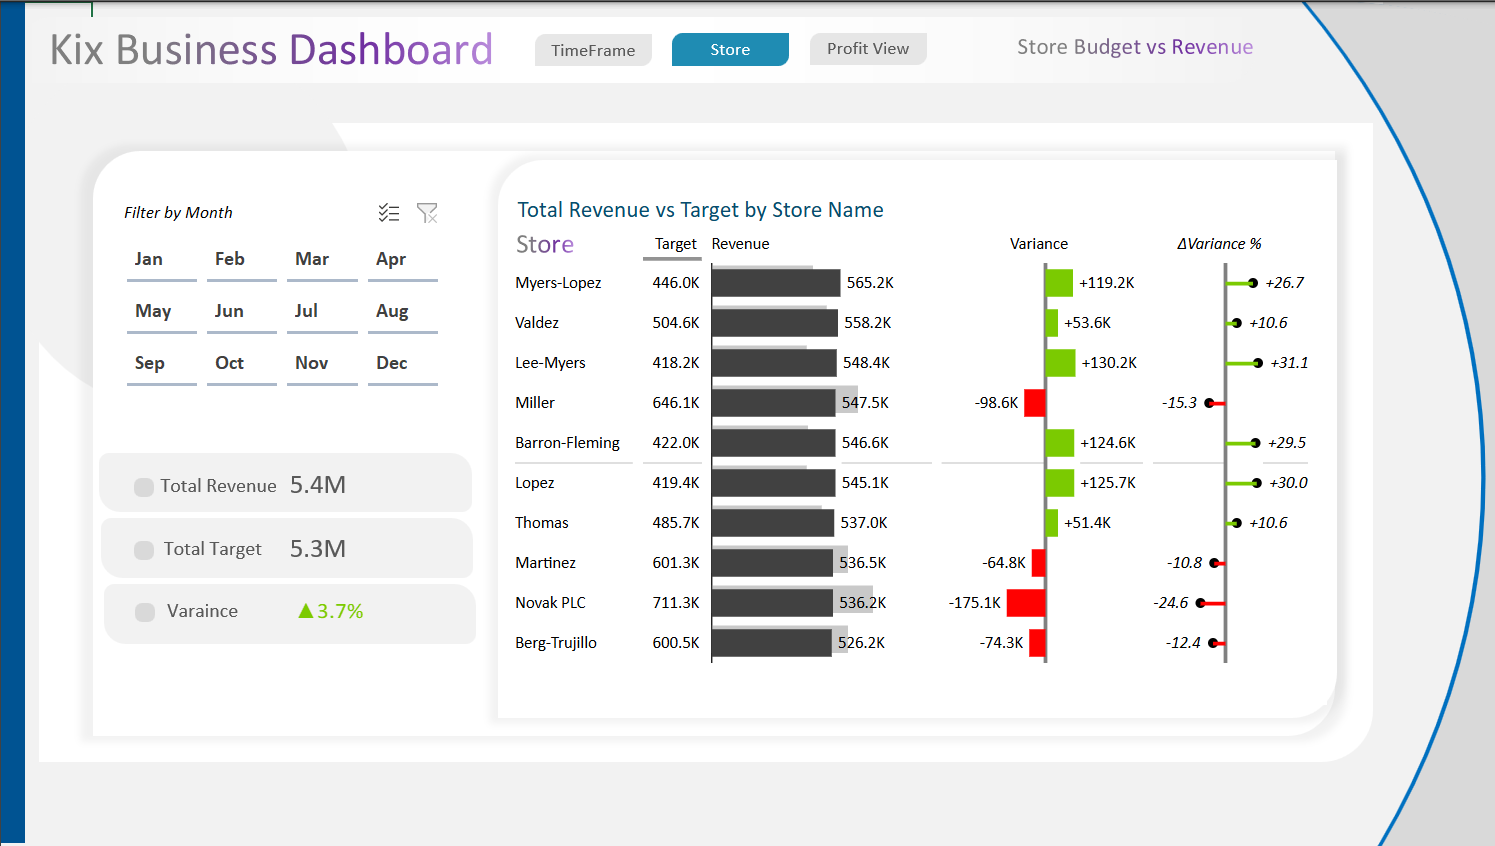 Kix Business Dashboard
TimeFrame
Store
Profit View
Store Budget vs Revenue
Filter by Month
Jan Feb Mar Apr
May Jun Jul Aug
Sep Oct Nov Dec
Total Revenue 5.4M
Total Target 5.3M
Varaince ▲3.7%
Total Revenue vs Target by Store Name
Store Target Revenue Variance ΔVariance %
Myers-Lopez 446.0K 565.2K +119.2K +26.7
Valdez 504.6K 558.2K +53.6K +10.6
Lee-Myers 418.2K 548.4K +130.2K +31.1
Miller 646.1K 547.5K -98.6K -15.3
Barron-Fleming 422.0K 546.6K +124.6K +29.5
Lopez 419.4K 545.1K +125.7K +30.0
Thomas 485.7K 537.0K +51.4K +10.6
Martinez 601.3K 536.5K -64.8K -10.8
Novak PLC 711.3K 536.2K -175.1K -24.6
Berg-Trujillo 600.5K 526.2K -74.3K -12.4